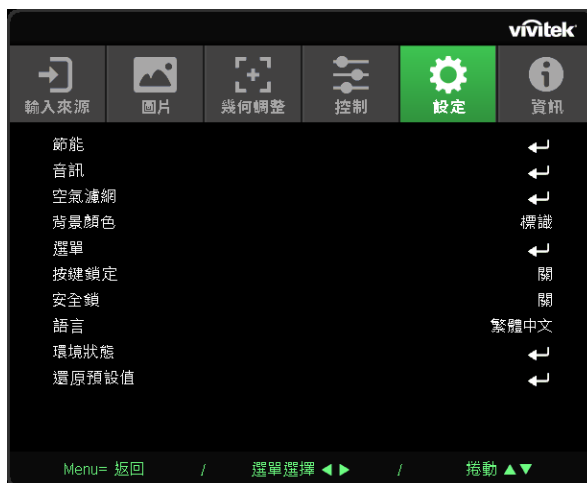 vivitek
輸入來源 圖片 幾何調整 控制 設定 資訊
節能
音訊
空氣濾網
背景顏色 標識
選單
按鍵鎖定 關
安全鎖 關
語言 繁體中文
環境狀態
還原預設值
Menu= 返回 / 選單選擇 ◀ ▶ / 捲動 ▲▼